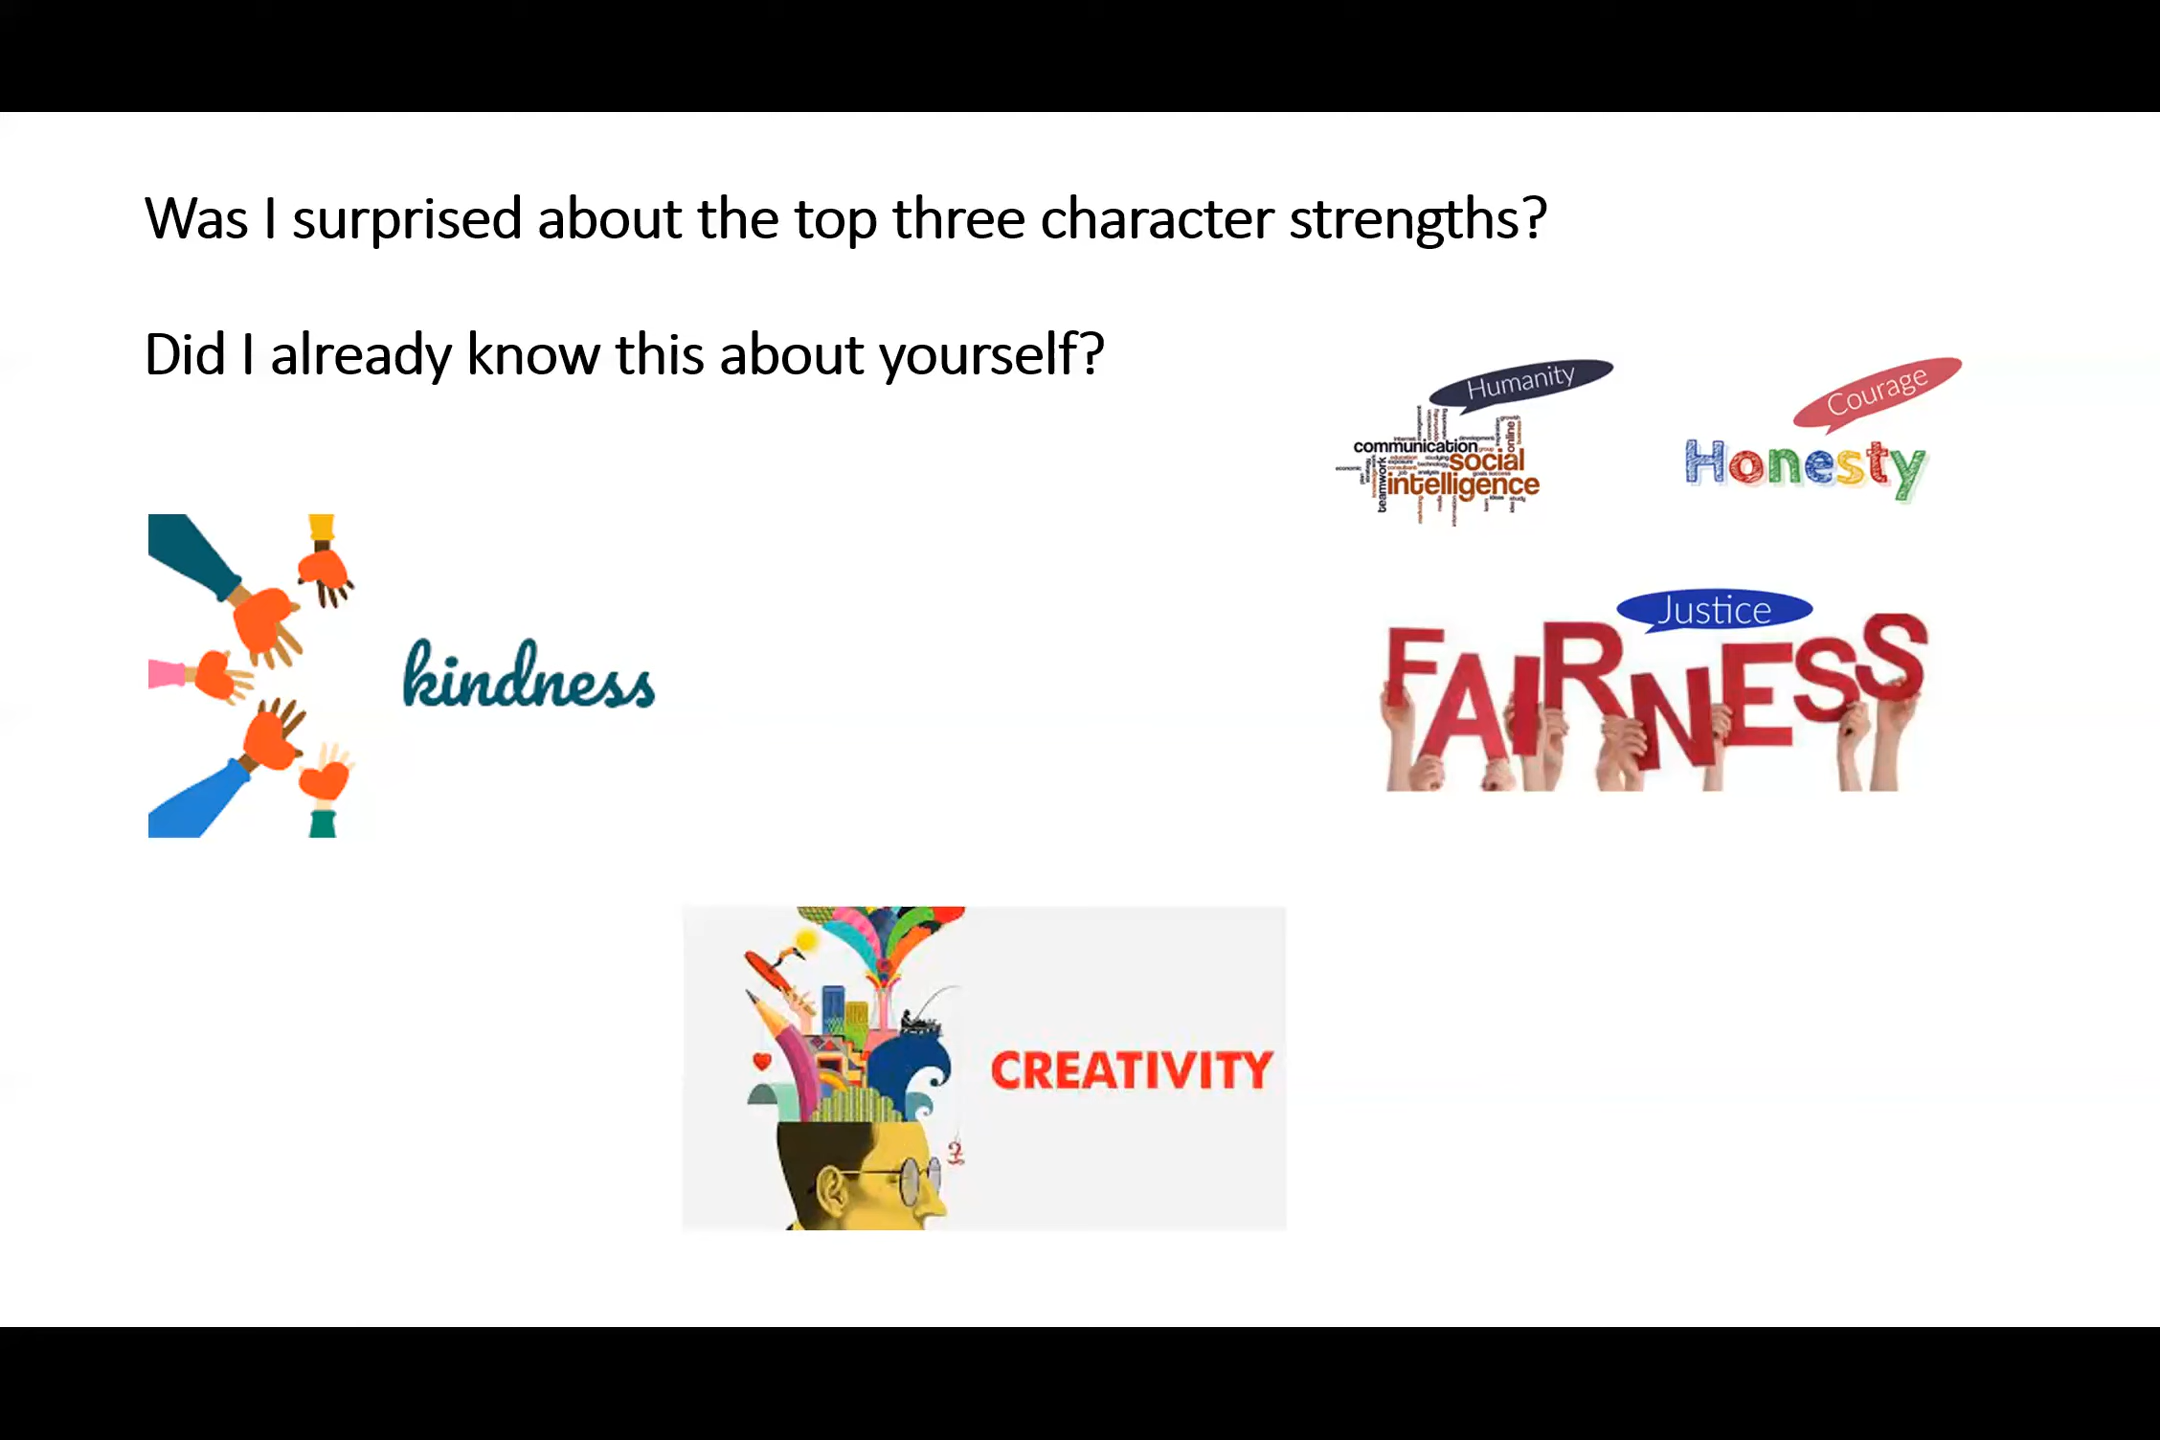 Was I surprised about the top three character strengths?
Did I already know this about yourself?
Humanity
communication
social
intelligence
teamwork
online
Courage
Honesty
kindness
Justice
FAIRNESS
CREATIVITY